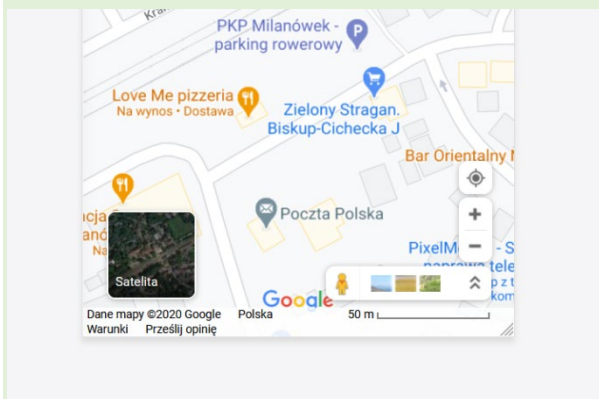 PKP Milanówek -
parking rowerowy
P
Love Me pizzeria
Na wynos • Dostawa
Zielony Stragan.
Biskup-Cichecka J
Bar Orientalny
Poczta Polska
+
−
Satelita
Google
Dane mapy ©2020 Google Polska 50 m
Warunki Prześlij opinię